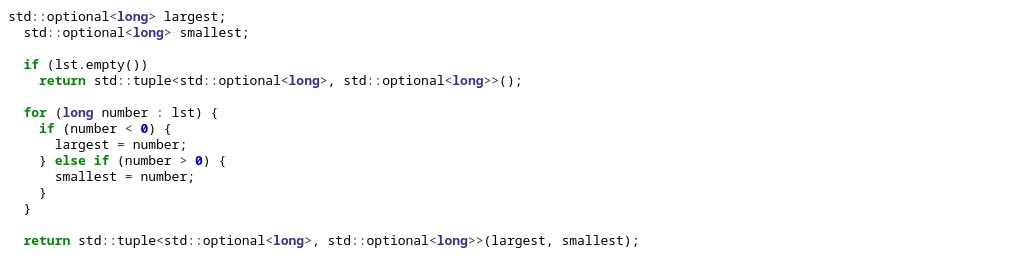 std::optional<long> largest;
  std::optional<long> smallest;

  if (lst.empty())
    return std::tuple<std::optional<long>, std::optional<long>>();

  for (long number : lst) {
    if (number < 0) {
      largest = number;
    } else if (number > 0) {
      smallest = number;
    }
  }

  return std::tuple<std::optional<long>, std::optional<long>>(largest, smallest);